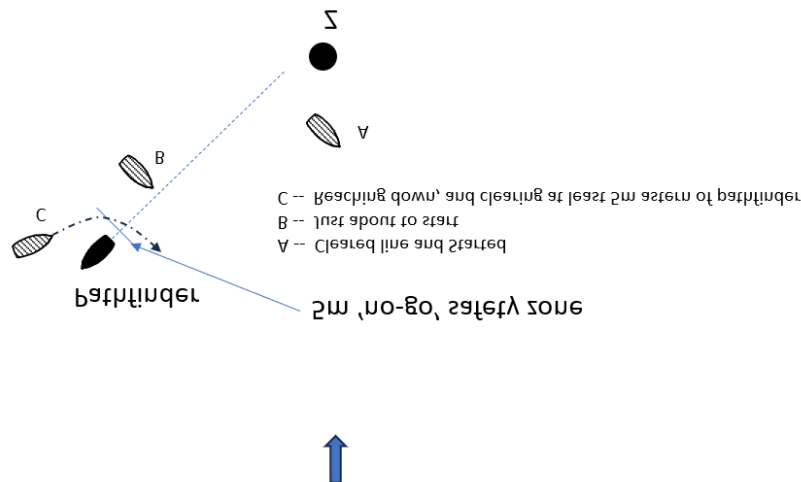 Z
A
B
C -- Reaching down, and clearing at least 5m astern of pathfinder
B -- Just about to start
A -- Cleared line and Started
C
Pathfinder
5m 'no-go' safety zone